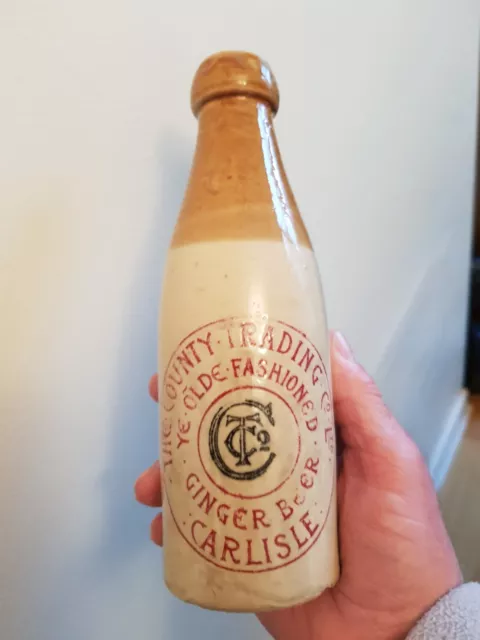 THE COUNTY · TRADING Co. LD.
· YE · OLDE · FASHIONED ·
GINGER BEER
· CARLISLE ·
CTCo